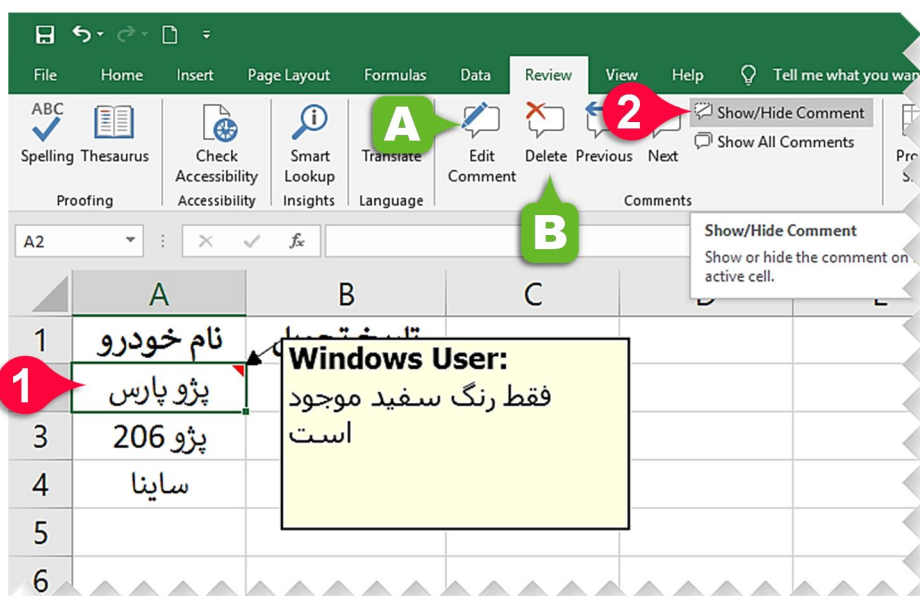 File Home Insert Page Layout Formulas Data Review View Help Tell me what you
ABC
Spelling Thesaurus Check Accessibility Smart Lookup Translate Edit Comment Delete Previous Next
Show/Hide Comment
Show All Comments
Proofing Accessibility Insights Language Comments
A
B
2
A2 fx
Show/Hide Comment
Show or hide the comment on
active cell.
A B C
1 نام خودرو
1 پژو پارس
3 پژو 206
4 ساینا
5
6
Windows User:
فقط رنگ سفید موجود
است